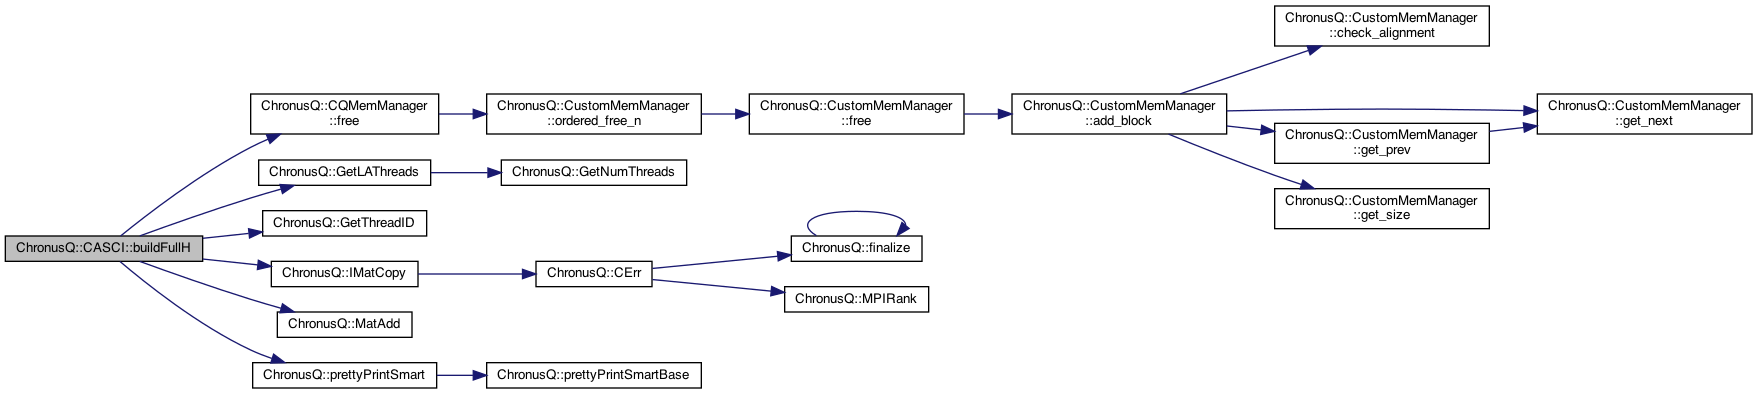 ChronusQ::CASCI::buildFullH
ChronusQ::CQMemManager
::free
ChronusQ::CustomMemManager
::ordered_free_n
ChronusQ::CustomMemManager
::free
ChronusQ::CustomMemManager
::add_block
ChronusQ::CustomMemManager
::check_alignment
ChronusQ::CustomMemManager
::get_next
ChronusQ::CustomMemManager
::get_prev
ChronusQ::CustomMemManager
::get_size
ChronusQ::GetLAThreads
ChronusQ::GetNumThreads
ChronusQ::GetThreadID
ChronusQ::IMatCopy
ChronusQ::CErr
ChronusQ::finalize
ChronusQ::MPIRank
ChronusQ::MatAdd
ChronusQ::prettyPrintSmart
ChronusQ::prettyPrintSmartBase